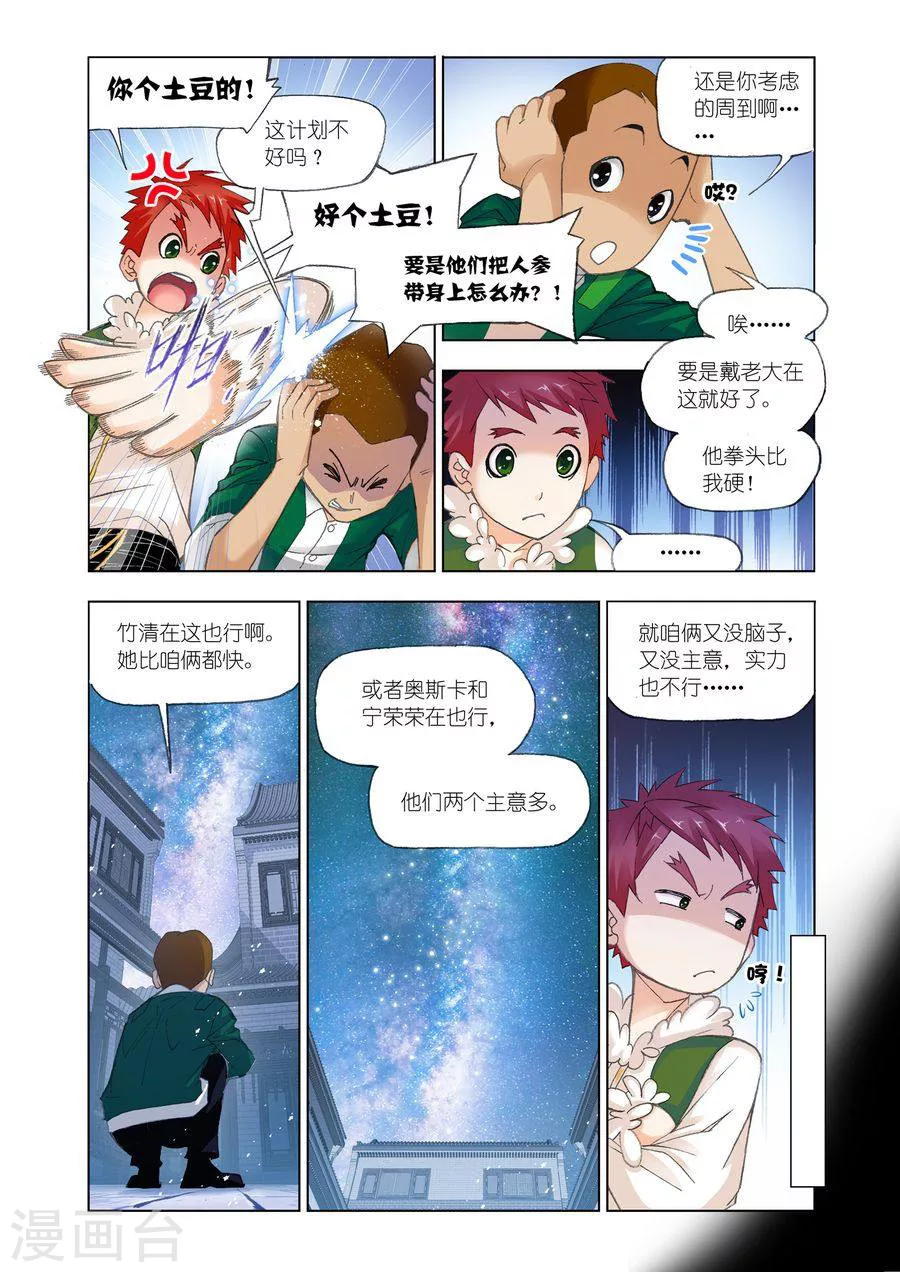 你个土豆的！
这计划不
好吗？
好个土豆！
要是他们把人参
带身上怎么办？！
还是你考虑
的周到啊……
……
哎？
唉……
要是戴老大在
这就好了。
他拳头比
我硬！
……
竹清在这也行啊。
她比咱俩都快。
或者奥斯卡和
宁荣荣在也行，
他们两个主意多。
就咱俩又没脑子，
又没主意，实力
也不行……
哼！
漫画台